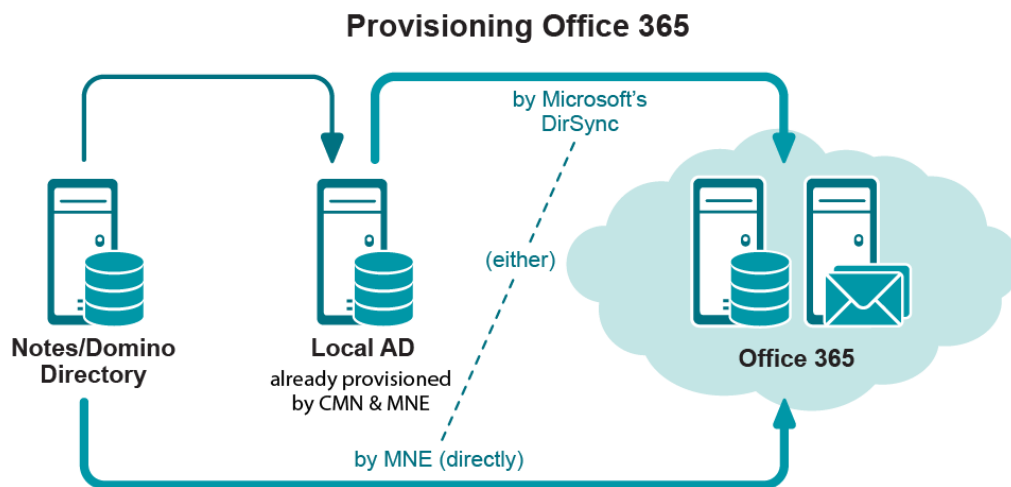 Provisioning Office 365
by Microsoft's
DirSync
(either)
Notes/Domino
Directory
Local AD
already provisioned
by CMN & MNE
Office 365
by MNE (directly)